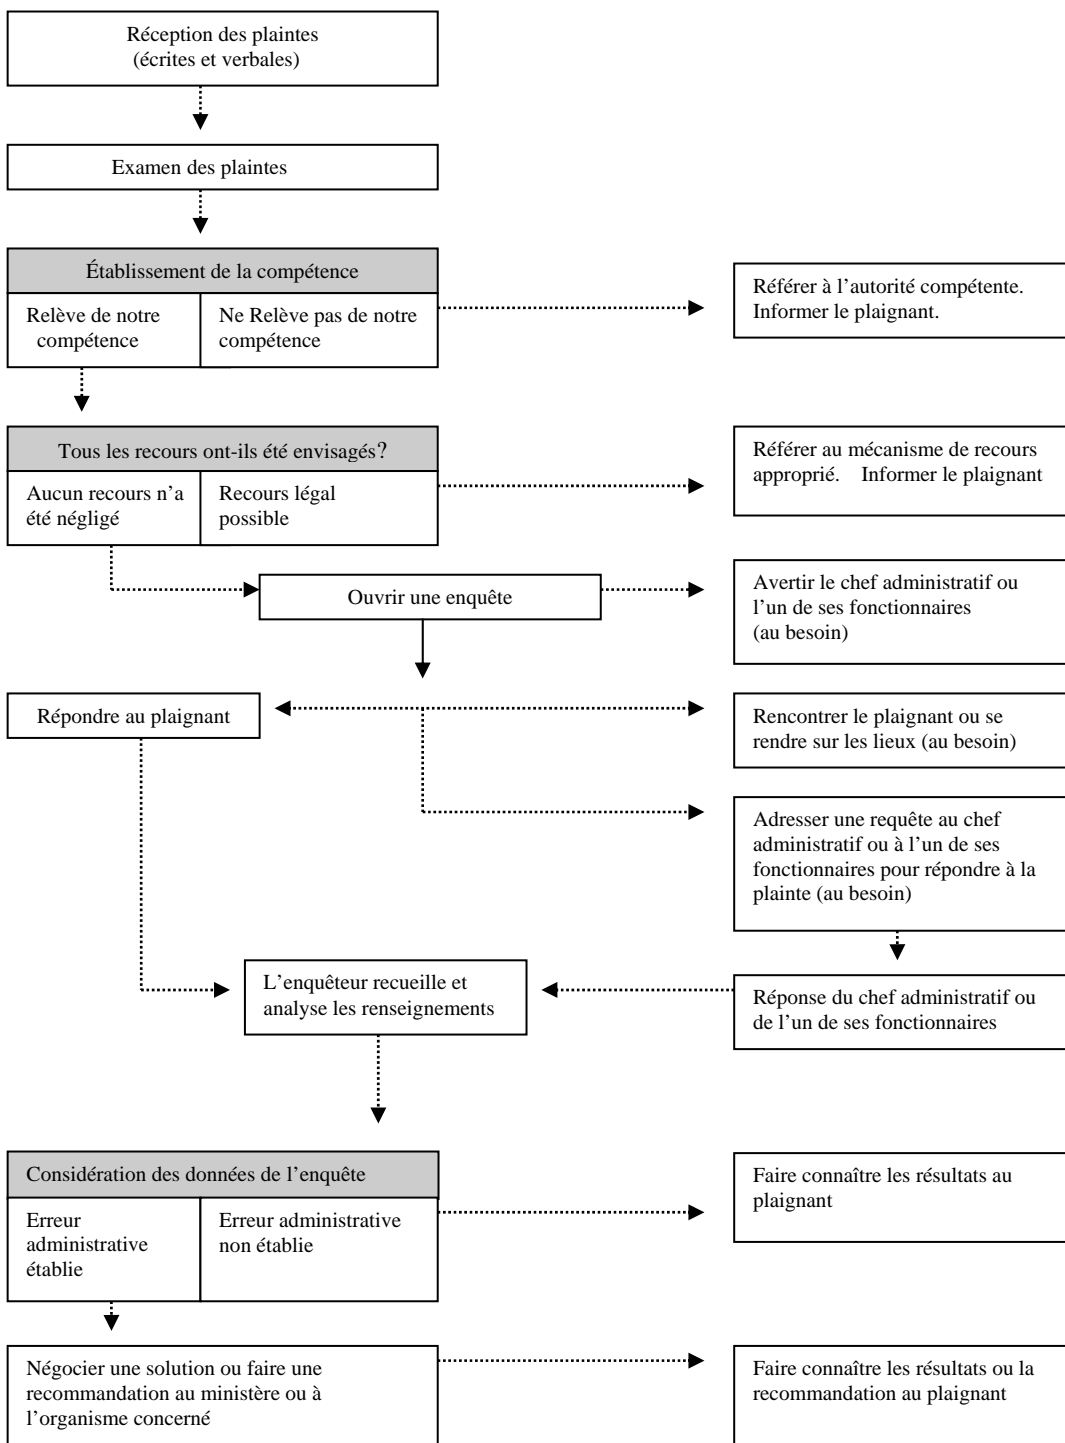 Réception des plaintes
(écrites et verbales)
Examen des plaintes
Établissement de la compétence
Relève de notre
compétence
Ne Relève pas de notre
compétence
Référer à l’autorité compétente.
Informer le plaignant.
Tous les recours ont-ils été envisagés?
Aucun recours n’a
été négligé
Recours légal
possible
Référer au mécanisme de recours
approprié. Informer le plaignant
Ouvrir une enquête
Avertir le chef administratif ou
l’un de ses fonctionnaires
(au besoin)
Répondre au plaignant
Rencontrer le plaignant ou se
rendre sur les lieux (au besoin)
Adresser une requête au chef
administratif ou à l’un de ses
fonctionnaires pour répondre à la
plainte (au besoin)
L’enquêteur recueille et
analyse les renseignements
Réponse du chef administratif ou
de l’un de ses fonctionnaires
Considération des données de l’enquête
Erreur
administrative
établie
Erreur administrative
non établie
Faire connaître les résultats au
plaignant
Négocier une solution ou faire une
recommandation au ministère ou à
l’organisme concerné
Faire connaître les résultats ou la
recommandation au plaignant